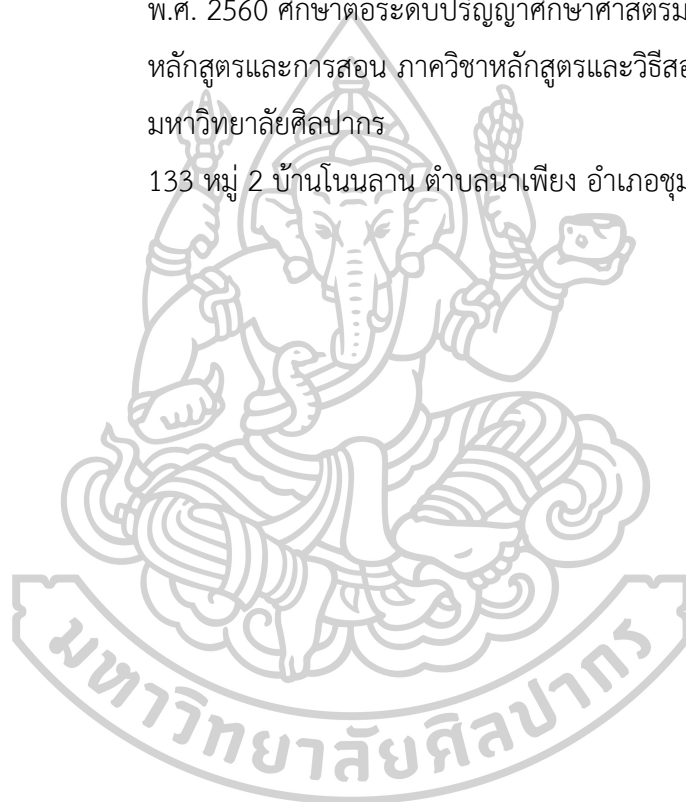 พ.ศ. 2560 ศึกษาต่อระดับปริญญาศึกษาศาสตรม
หลักสูตรและการสอน ภาควิชาหลักสูตรและวิธีสอ
มหาวิทยาลัยศิลปากร
133 หมู่ 2 บ้านโนนลาน ตำบลนาเพียง อำเภอชุม
มหาวิทยาลัยศิลปากร